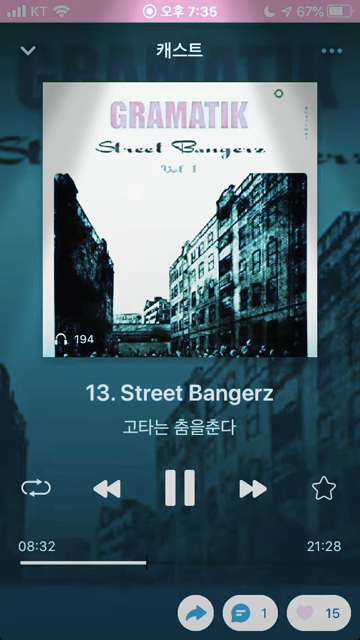 KT 오후 7:35 67%
캐스트
GRAMATIK
Street Bangerz
Vol 1
194
13. Street Bangerz
고타는 춤을춘다
08:32 21:28
1 15